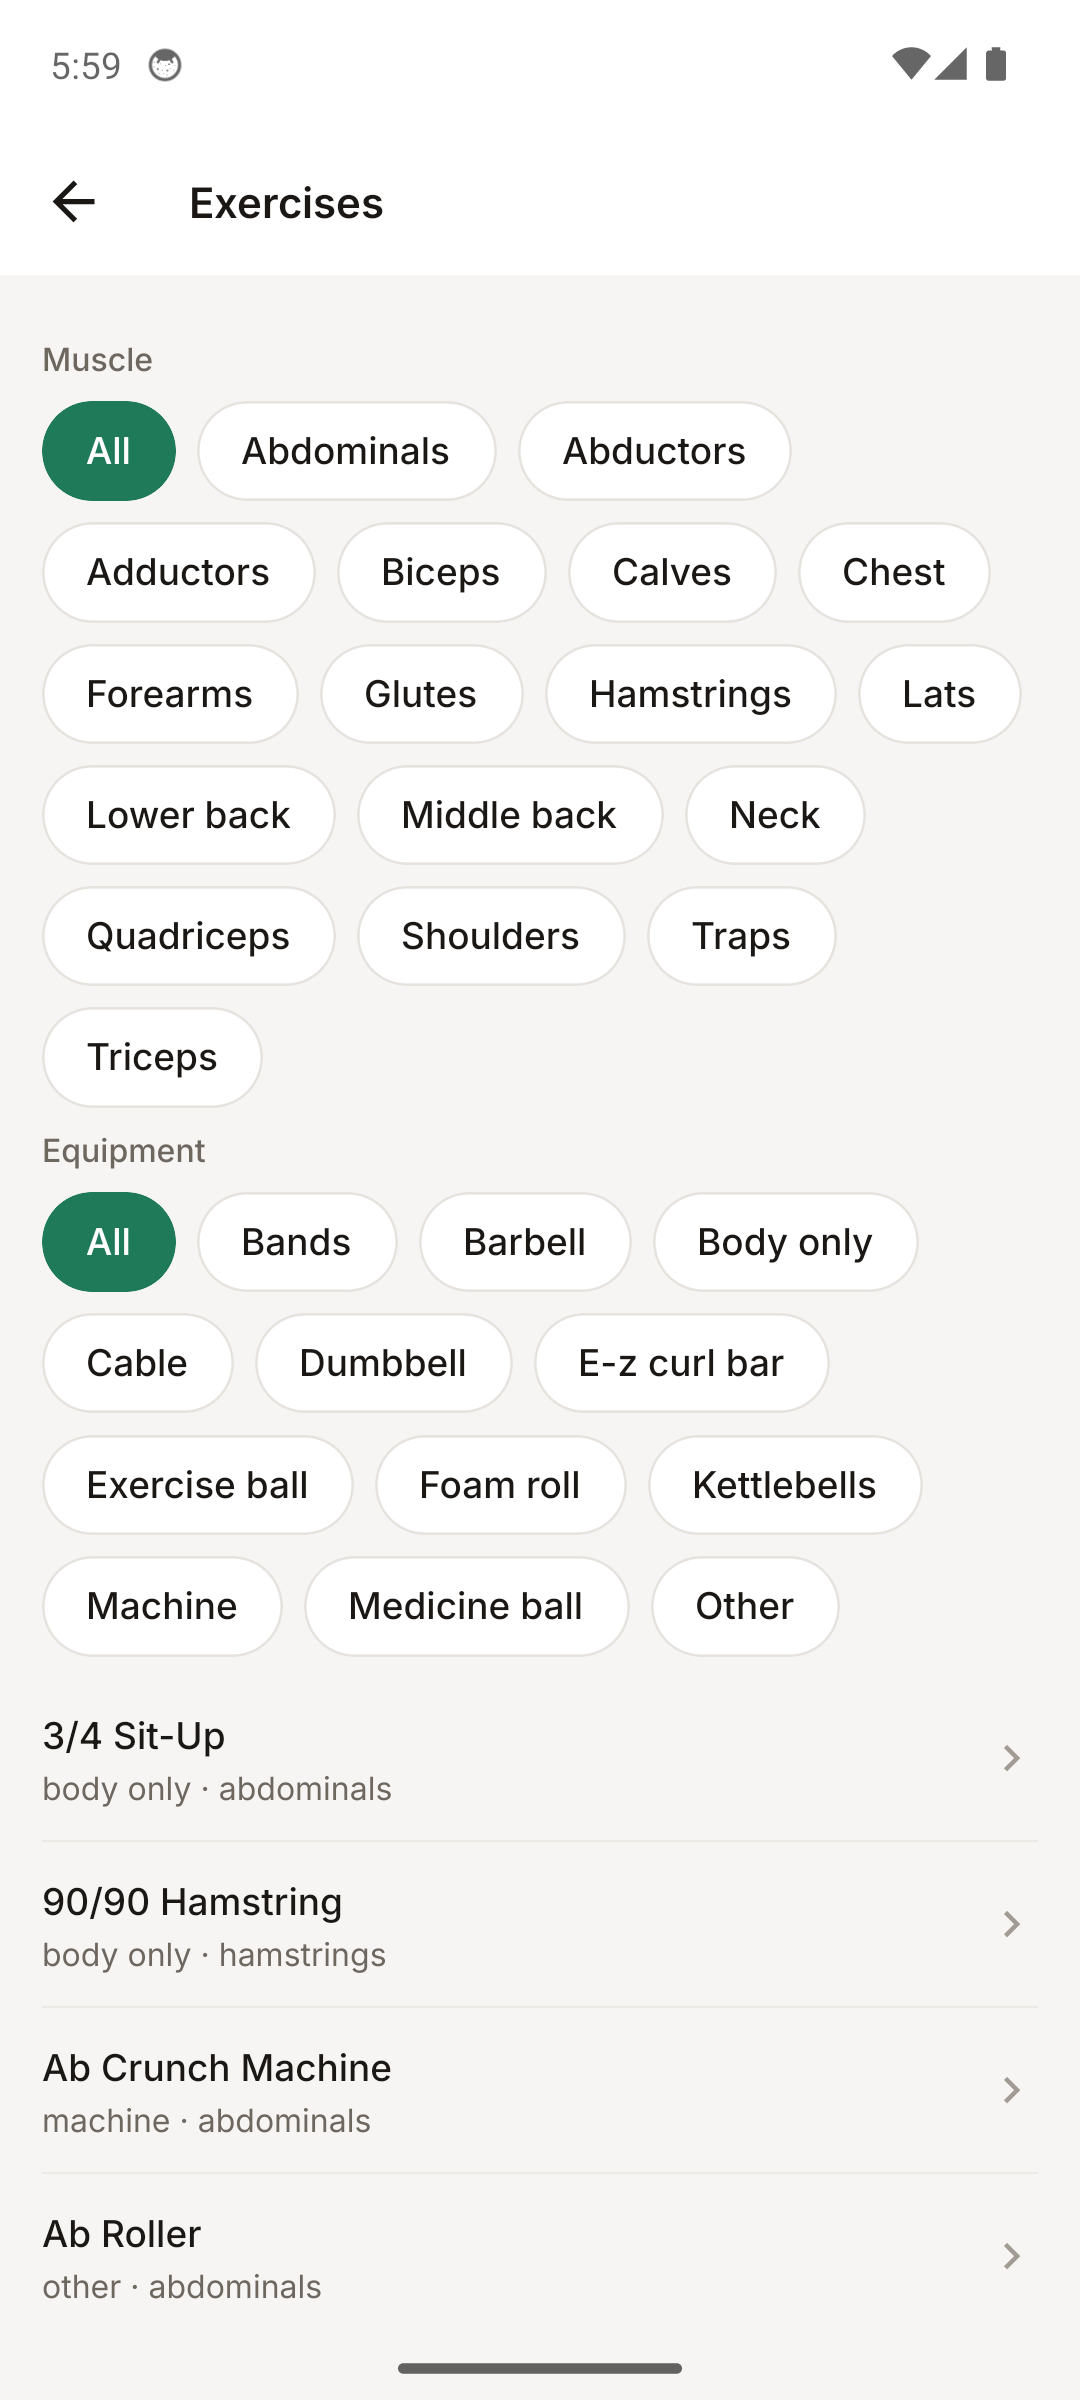 5:59
Exercises
Muscle
All Abdominals Abductors
Adductors Biceps Calves Chest
Forearms Glutes Hamstrings Lats
Lower back Middle back Neck
Quadriceps Shoulders Traps
Triceps
Equipment
All Bands Barbell Body only
Cable Dumbbell E-z curl bar
Exercise ball Foam roll Kettlebells
Machine Medicine ball Other
3/4 Sit-Up
body only · abdominals
90/90 Hamstring
body only · hamstrings
Ab Crunch Machine
machine · abdominals
Ab Roller
other · abdominals